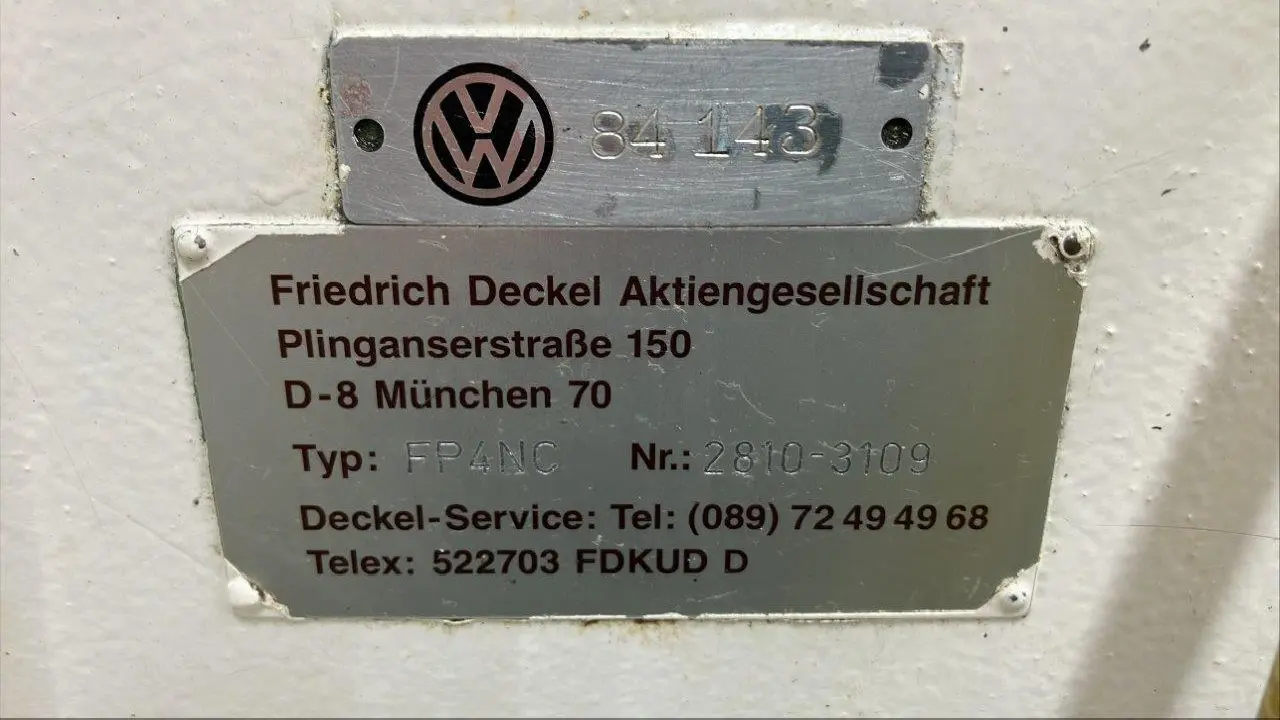 VW 84 143
Friedrich Deckel Aktiengesellschaft
Plinganserstraße 150
D-8 München 70
Typ: FP4NC Nr.: 2810-3109
Deckel-Service: Tel: (089) 72 49 49 68
Telex: 522703 FDKUD D